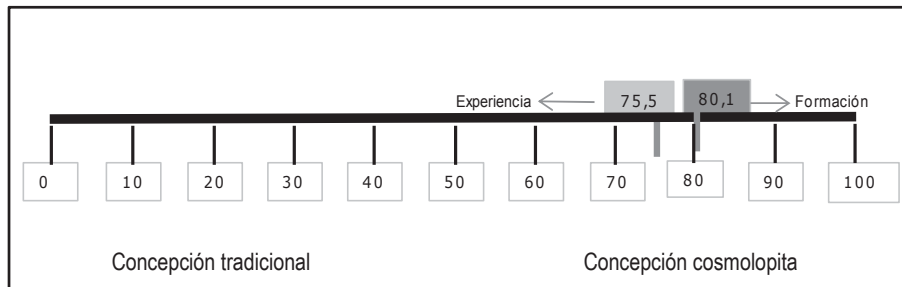 Experiencia 75,5 80,1 Formación
0 10 20 30 40 50 60 70 80 90 100
Concepción tradicional Concepción cosmolopita